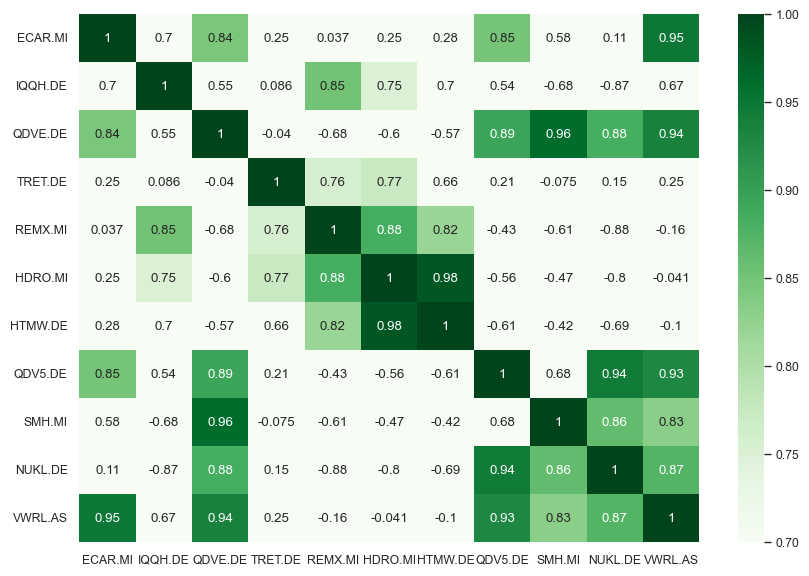 ECAR.MI 1 0.7 0.84 0.25 0.037 0.25 0.28 0.85 0.58 0.11 0.95
IQQH.DE 0.7 1 0.55 0.086 0.85 0.75 0.7 0.54 -0.68 -0.87 0.67
QDVE.DE 0.84 0.55 1 -0.04 -0.68 -0.6 -0.57 0.89 0.96 0.88 0.94
TRET.DE 0.25 0.086 -0.04 1 0.76 0.77 0.66 0.21 -0.075 0.15 0.25
REMX.MI 0.037 0.85 -0.68 0.76 1 0.88 0.82 -0.43 -0.61 -0.88 -0.16
HDRO.MI 0.25 0.75 -0.6 0.77 0.88 1 0.98 -0.56 -0.47 -0.8 -0.041
HTMW.DE 0.28 0.7 -0.57 0.66 0.82 0.98 1 -0.61 -0.42 -0.69 -0.1
QDV5.DE 0.85 0.54 0.89 0.21 -0.43 -0.56 -0.61 1 0.68 0.94 0.93
SMH.MI 0.58 -0.68 0.96 -0.075 -0.61 -0.47 -0.42 0.68 1 0.86 0.83
NUKL.DE 0.11 -0.87 0.88 0.15 -0.88 -0.8 -0.69 0.94 0.86 1 0.87
VWRL.AS 0.95 0.67 0.94 0.25 -0.16 -0.041 -0.1 0.93 0.83 0.87 1
ECAR.MI IQQH.DE QDVE.DE TRET.DE REMX.MI HDRO.MI HTMW.DE QDV5.DE SMH.MI NUKL.DE VWRL.AS
1.00
0.95
0.90
0.85
0.80
0.75
0.70